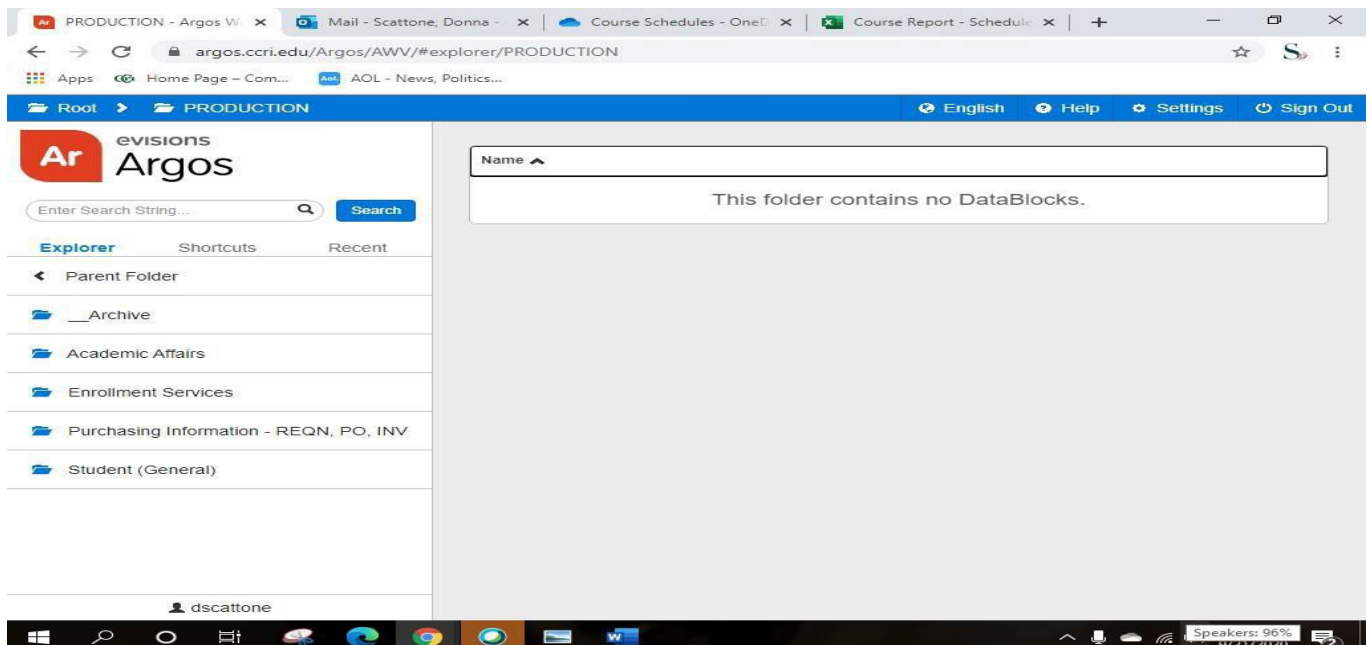 PRODUCTION - Argos W
Mail - Scattone, Donna -
Course Schedules - OneD
Course Report - Schedule
argos.ccri.edu/Argos/AWV/#explorer/PRODUCTION
Apps
Home Page – Com...
Aol.
AOL - News, Politics...
Root > PRODUCTION
English
Help
Settings
Sign Out
Ar
evisions
Argos
Enter Search String...
Search
Explorer
Shortcuts
Recent
Parent Folder
__Archive
Academic Affairs
Enrollment Services
Purchasing Information - REQN, PO, INV
Student (General)
dscattone
Name
This folder contains no DataBlocks.
Speakers: 96%